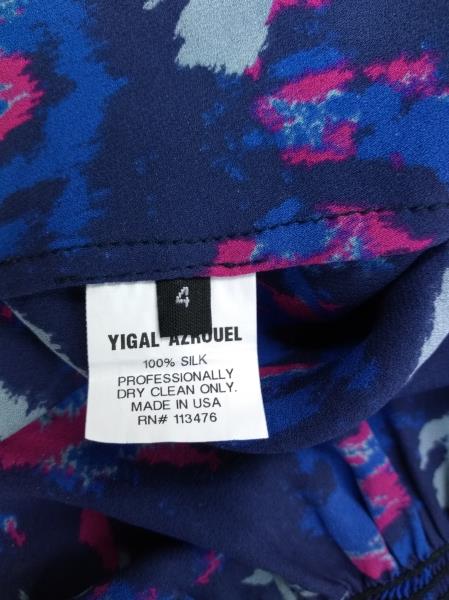 4
YIGAL AZROUEL
100% SILK
PROFESSIONALLY
DRY CLEAN ONLY.
MADE IN USA
RN# 113476